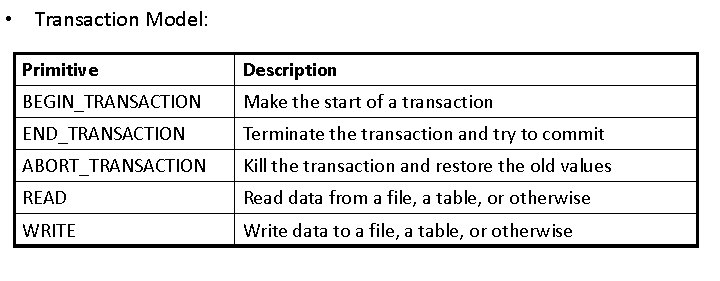 • Transaction Model:
Primitive Description
BEGIN_TRANSACTION Make the start of a transaction
END_TRANSACTION Terminate the transaction and try to commit
ABORT_TRANSACTION Kill the transaction and restore the old values
READ Read data from a file, a table, or otherwise
WRITE Write data to a file, a table, or otherwise